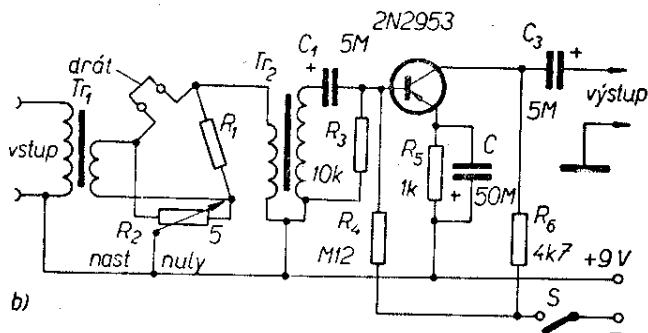 2N2953
C₃
+
C₁
+
5M
Tr₂
drát
Tr₁
výstup
5M
R₁
vstup
R₃
10k
R₅
1k
C
+
50M
R₂
5
R₄
M12
R₆
4k7
+9V
nast nuly
S
b)